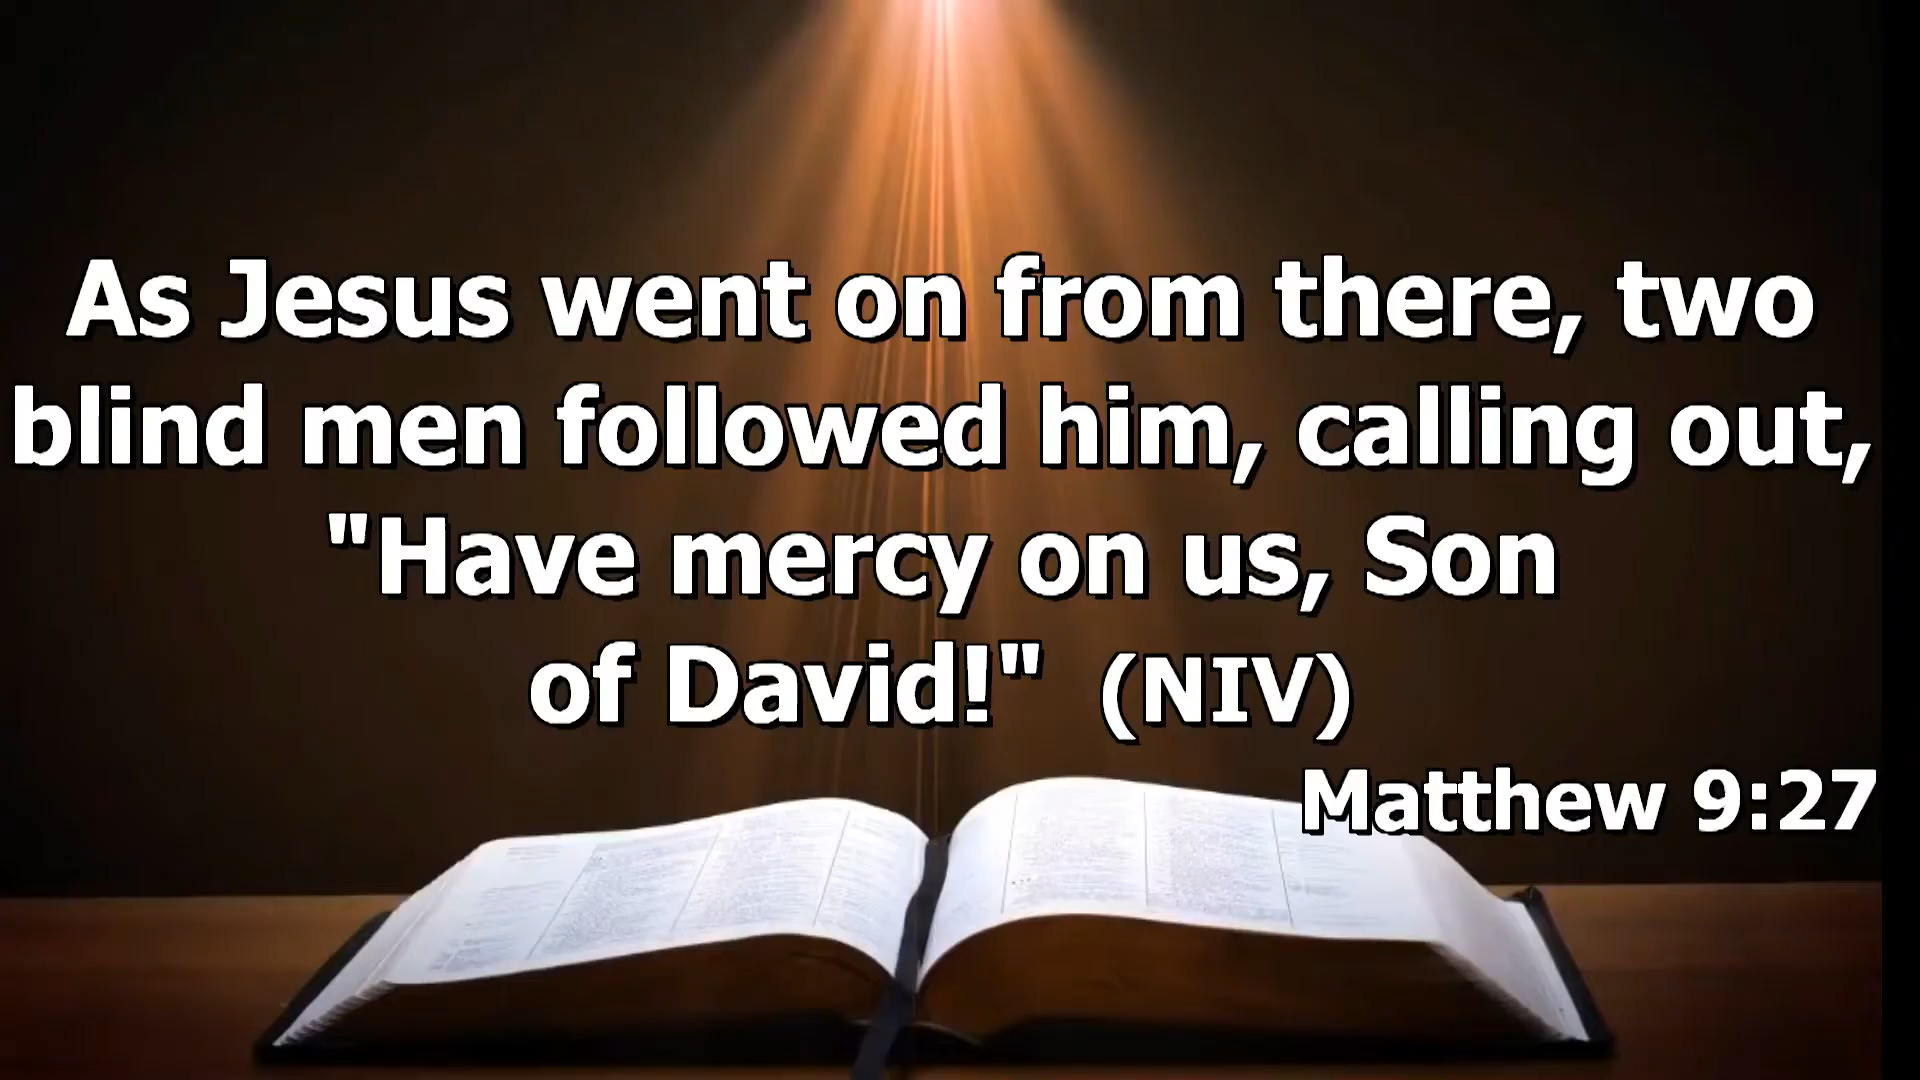 As Jesus went on from there, two
blind men followed him, calling out,
"Have mercy on us, Son
of David!" (NIV)
Matthew 9:27